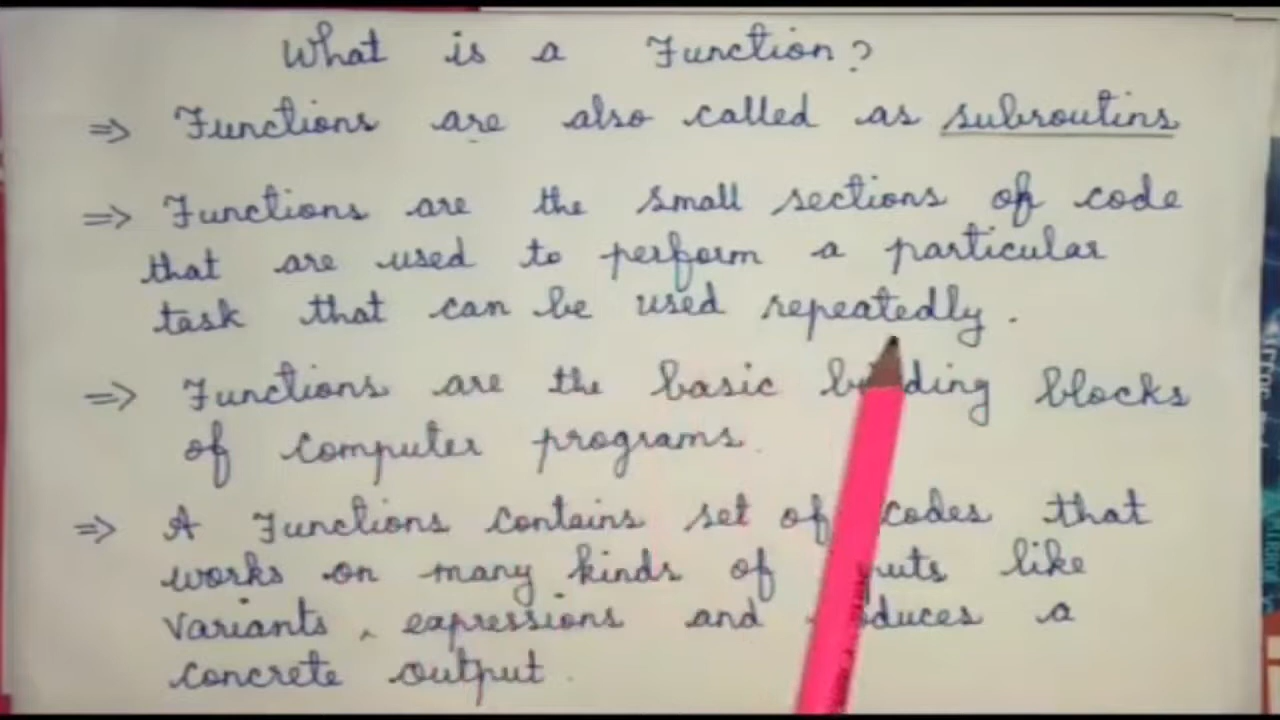 What is a Function?
⇒ Functions are also called as subroutins
⇒ Functions are the small sections of code
that are used to perform a particular
task that can be used repeatedly.
⇒ Functions are the basic blocks
of computer programs.
⇒ A Functions contains set of codes that
works on many kinds of like
variants, expressions and a
concrete output.